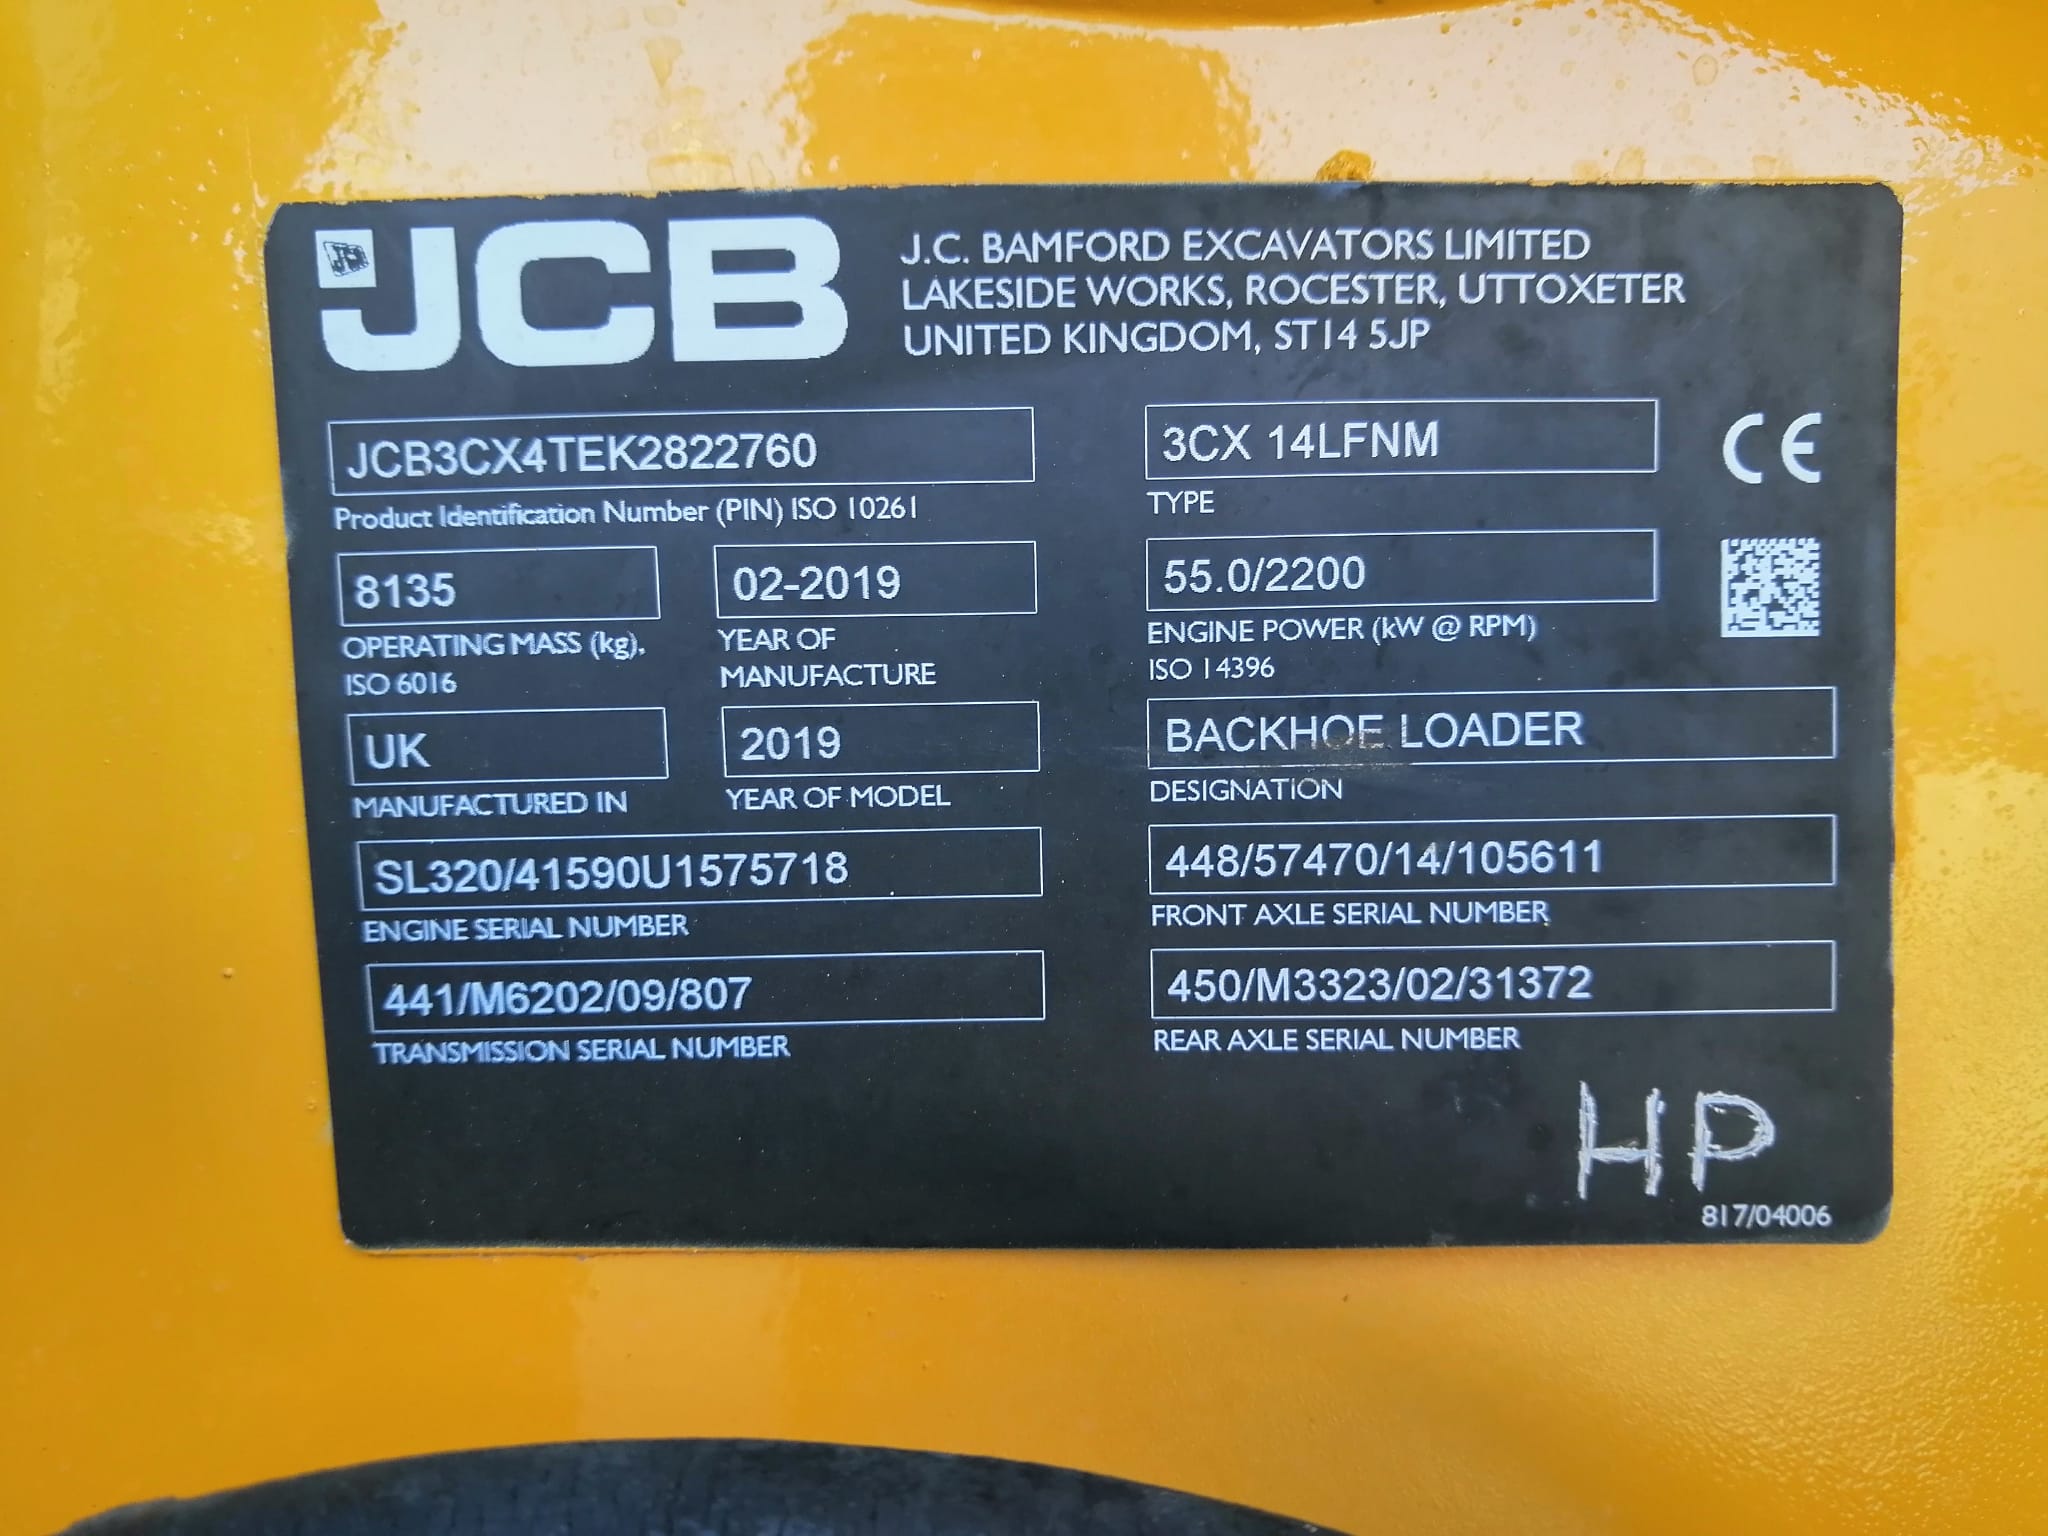 JCB
J.C. BAMFORD EXCAVATORS LIMITED
LAKESIDE WORKS, ROCESTER, UTTOXETER
UNITED KINGDOM, ST14 5JP
JCB3CX4TEK2822760
Product Identification Number (PIN) ISO 10261
3CX 14LFNM
TYPE
CE
8135
OPERATING MASS (kg),
ISO 6016
02-2019
YEAR OF
MANUFACTURE
55.0/2200
ENGINE POWER (kW @ RPM)
ISO 14396
UK
MANUFACTURED IN
2019
YEAR OF MODEL
BACKHOE LOADER
DESIGNATION
SL320/41590U1575718
ENGINE SERIAL NUMBER
448/57470/14/105611
FRONT AXLE SERIAL NUMBER
441/M6202/09/807
TRANSMISSION SERIAL NUMBER
450/M3323/02/31372
REAR AXLE SERIAL NUMBER
HP
817/04006